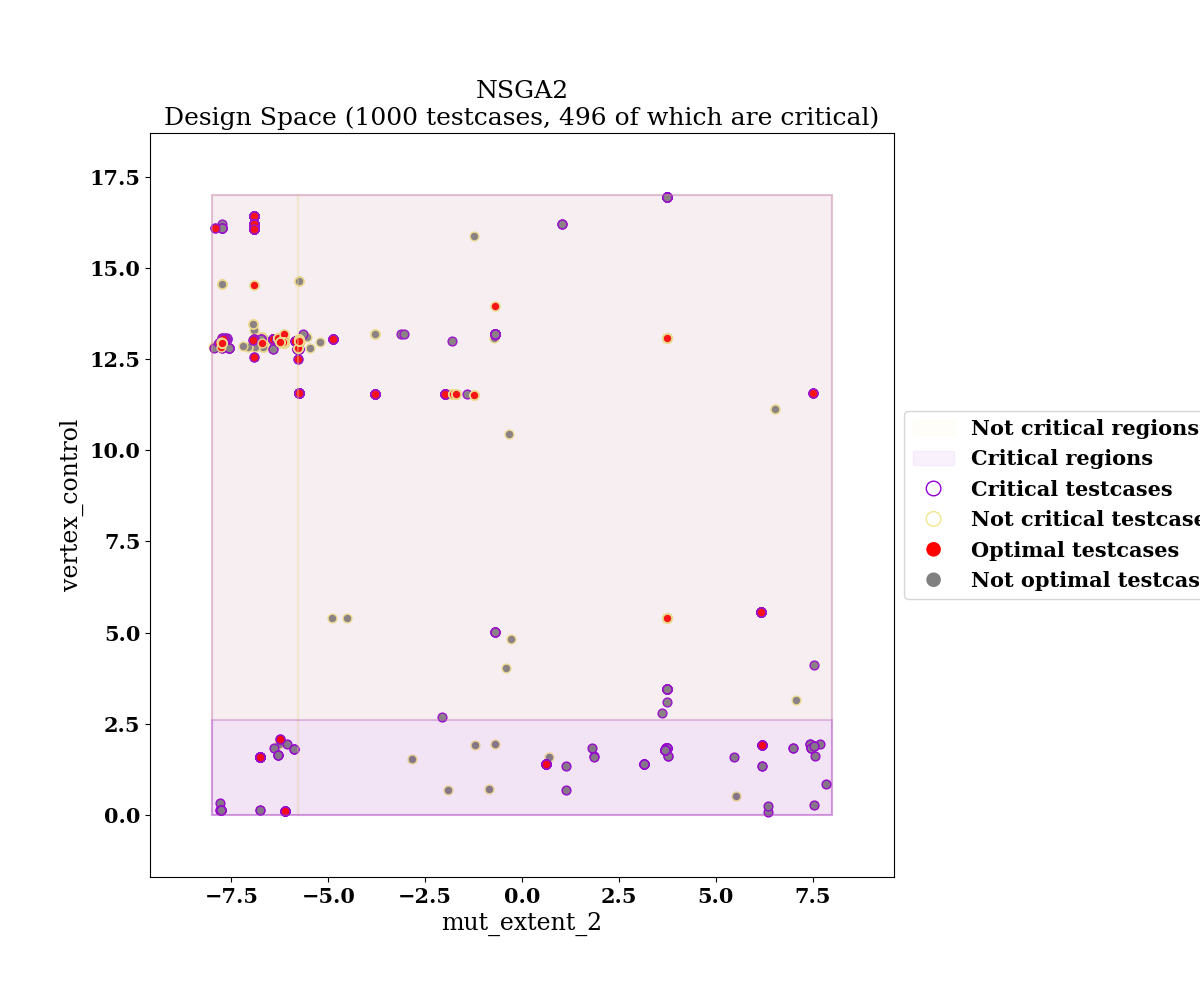 NSGA2
Design Space (1000 testcases, 496 of which are critical)
17.5
15.0
12.5
10.0
7.5
5.0
2.5
0.0
vertex_control
−7.5
−5.0
−2.5
0.0
2.5
5.0
7.5
mut_extent_2
Not critical regions
Critical regions
Critical testcases
Not critical testcase
Optimal testcases
Not optimal testcas